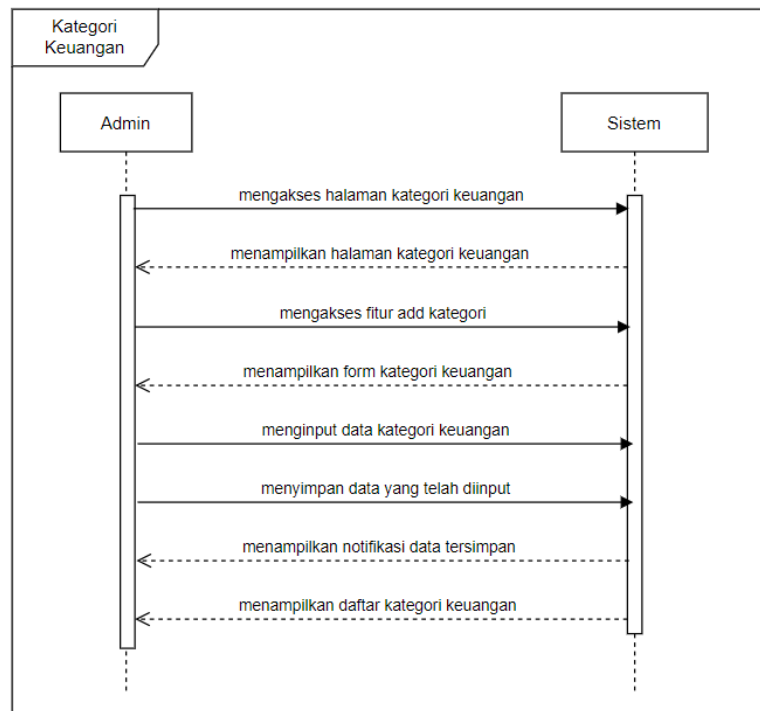 Kategori
Keuangan
Admin
Sistem
mengakses halaman kategori keuangan
menampilkan halaman kategori keuangan
mengakses fitur add kategori
menampilkan form kategori keuangan
menginput data kategori keuangan
menyimpan data yang telah diinput
menampilkan notifikasi data tersimpan
menampilkan daftar kategori keuangan